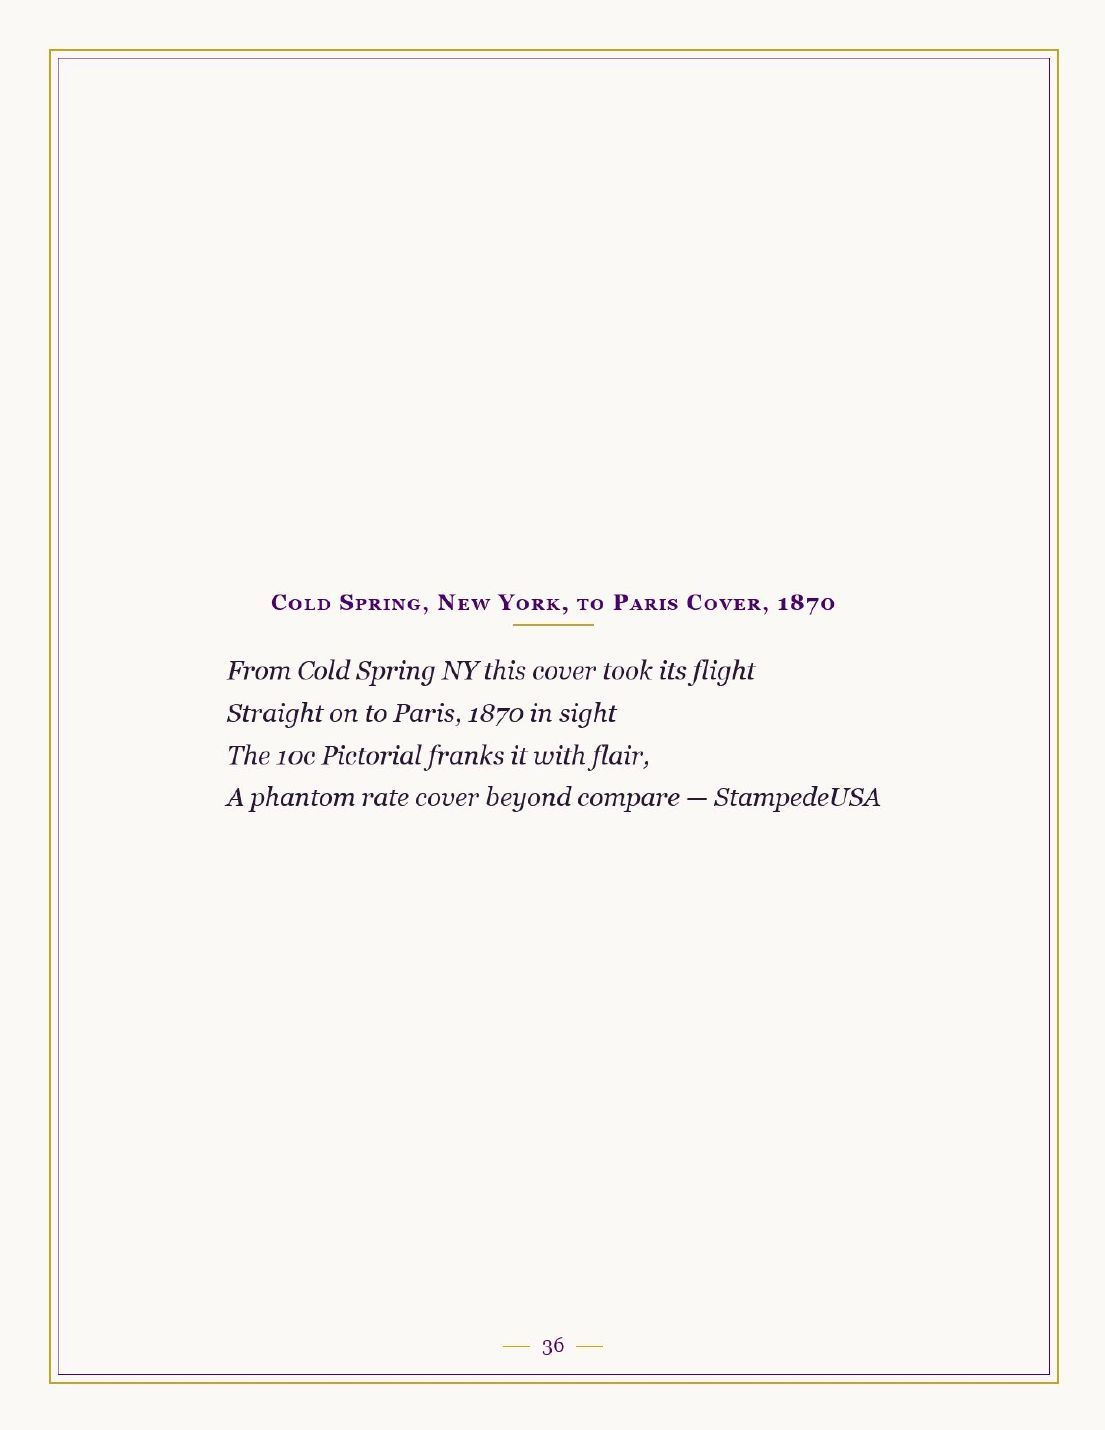 Cold Spring, New York, to Paris Cover, 1870
From Cold Spring NY this cover took its flight
Straight on to Paris, 1870 in sight
The 10c Pictorial franks it with flair,
A phantom rate cover beyond compare — StampedeUSA
— 36 —